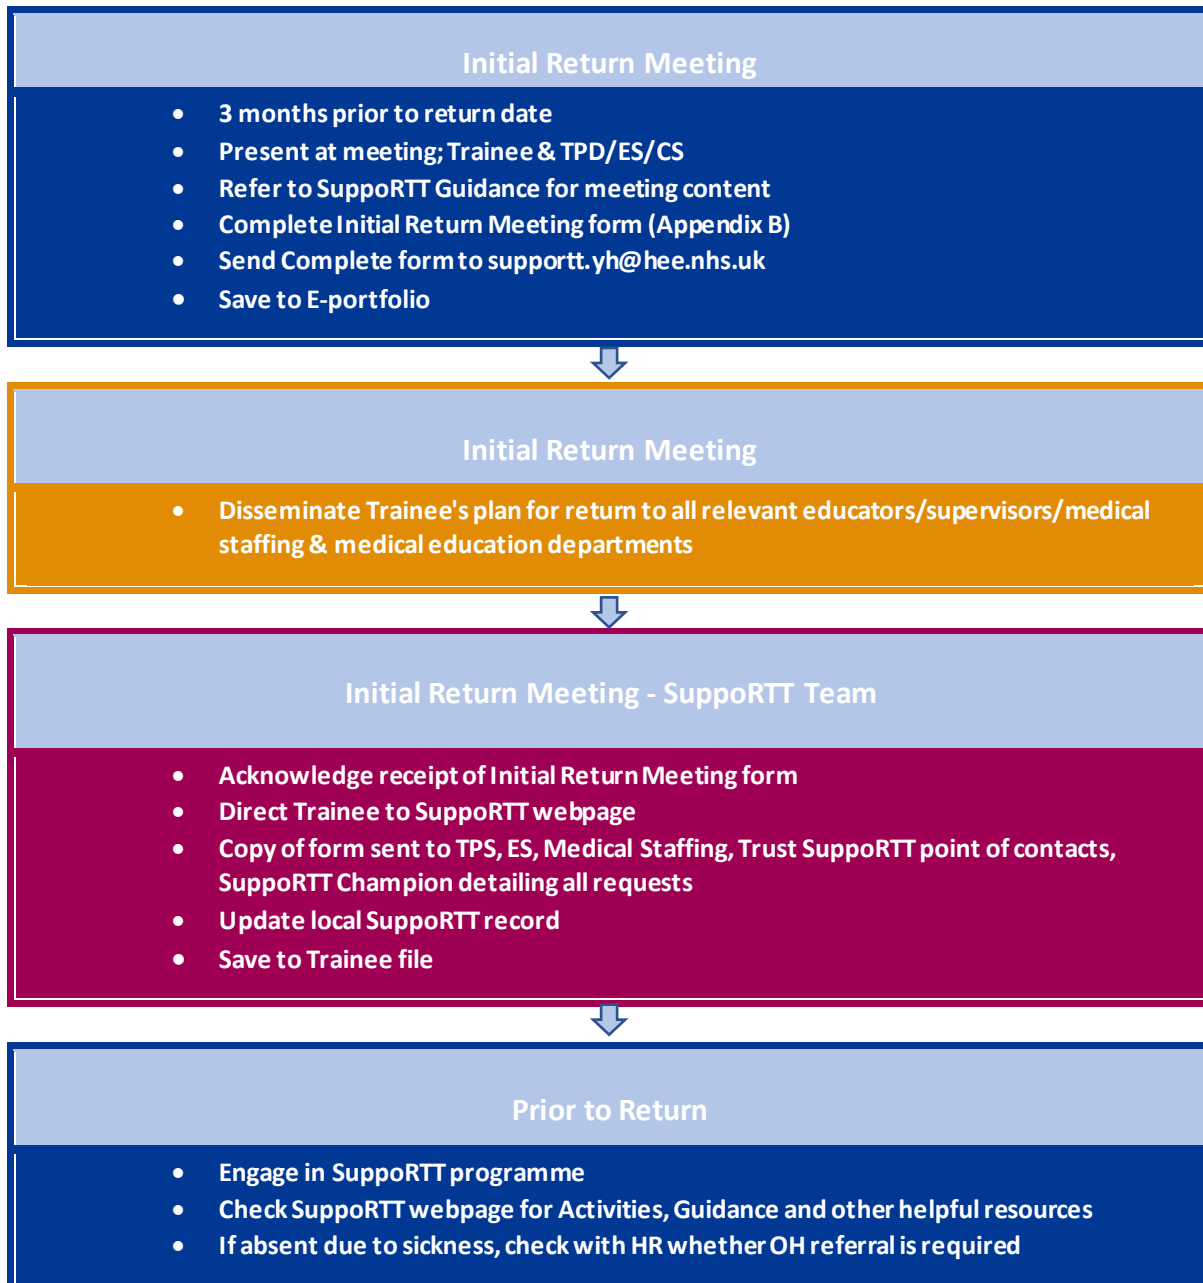 Initial Return Meeting
• 3 months prior to return date
• Present at meeting; Trainee & TPD/ES/CS
• Refer to SuppoRTT Guidance for meeting content
• Complete Initial Return Meeting form (Appendix B)
• Send Complete form to supportt.yh@hee.nhs.uk
• Save to E-portfolio
Initial Return Meeting
• Disseminate Trainee's plan for return to all relevant educators/supervisors/medical
staffing & medical education departments
Initial Return Meeting - SuppoRTT Team
• Acknowledge receipt of Initial Return Meeting form
• Direct Trainee to SuppoRTT webpage
• Copy of form sent to TPS, ES, Medical Staffing, Trust SuppoRTT point of contacts,
SuppoRTT Champion detailing all requests
• Update local SuppoRTT record
• Save to Trainee file
Prior to Return
• Engage in SuppoRTT programme
• Check SuppoRTT webpage for Activities, Guidance and other helpful resources
• If absent due to sickness, check with HR whether OH referral is required